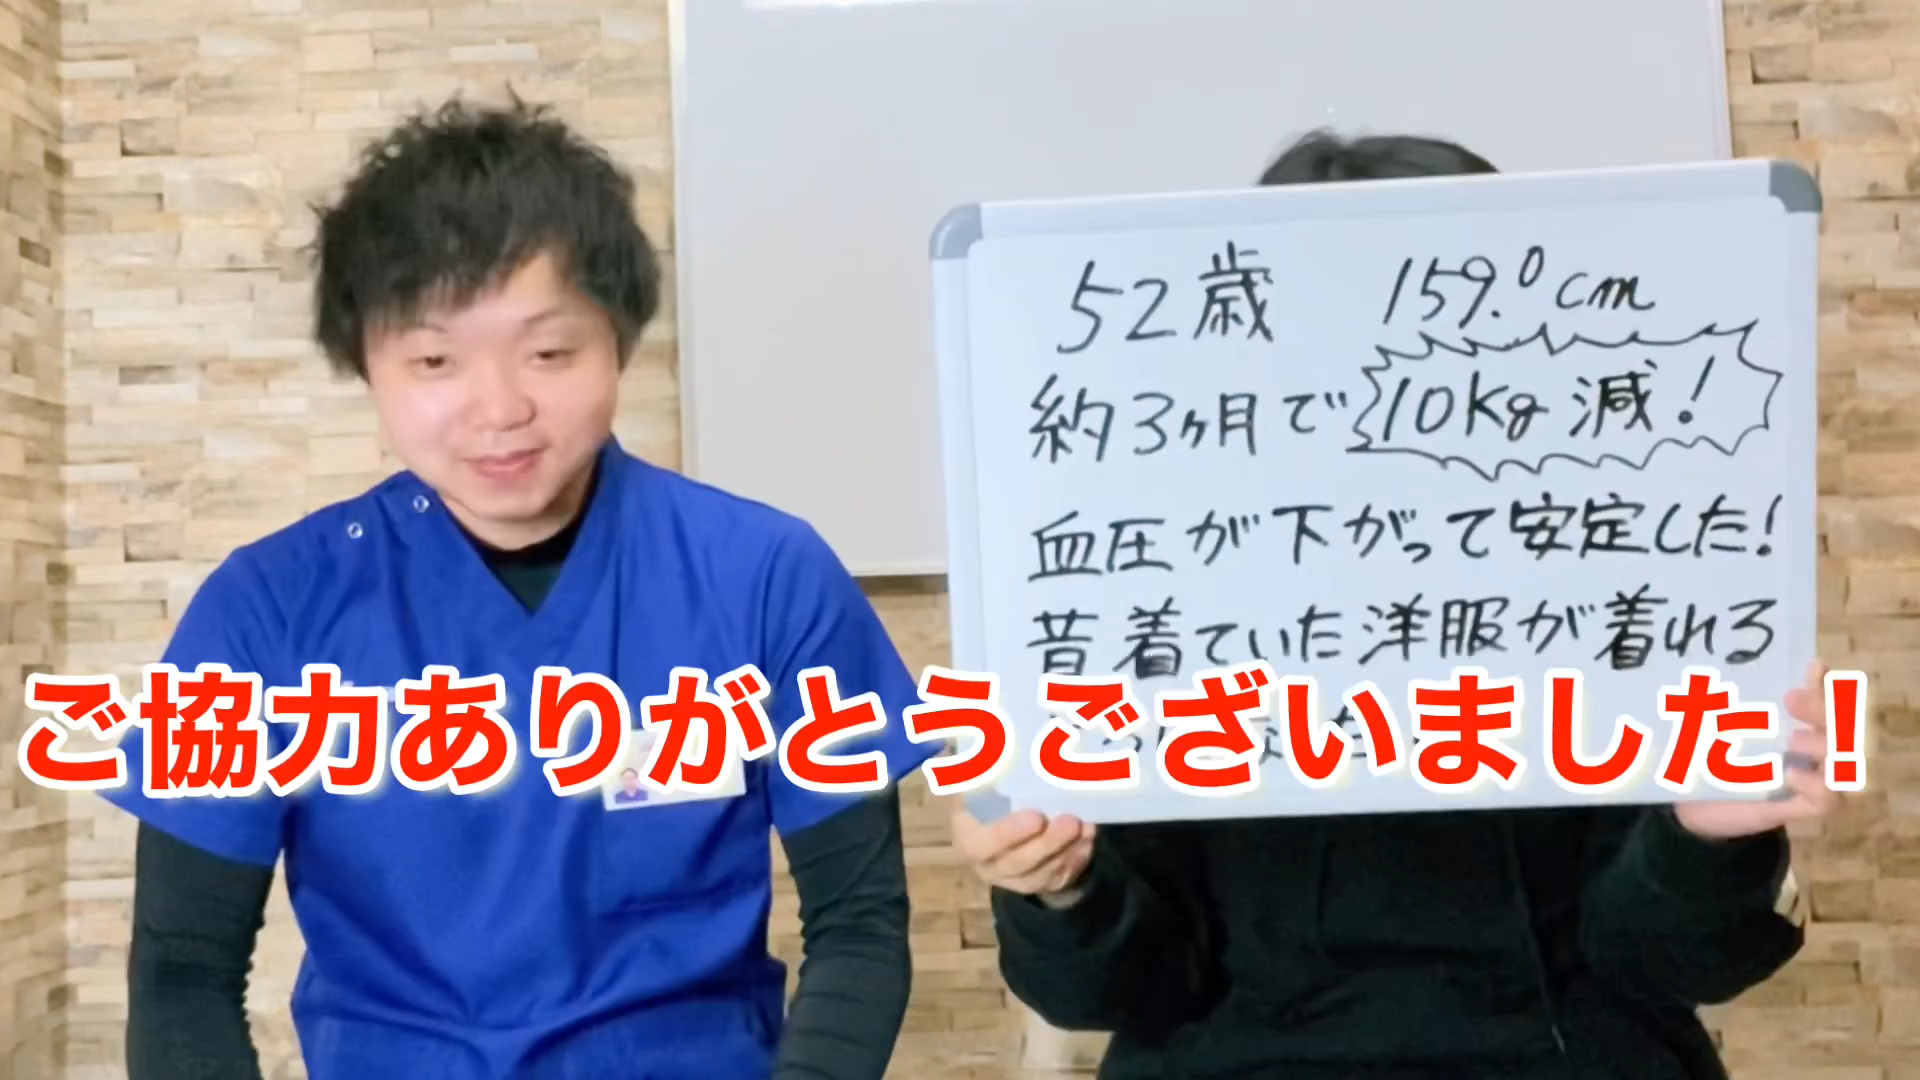 52歳 159.0cm
約3ヶ月で10Kg減!
血圧が下がって安定した!
昔着ていた洋服が着れる
ご協力ありがとうございました！